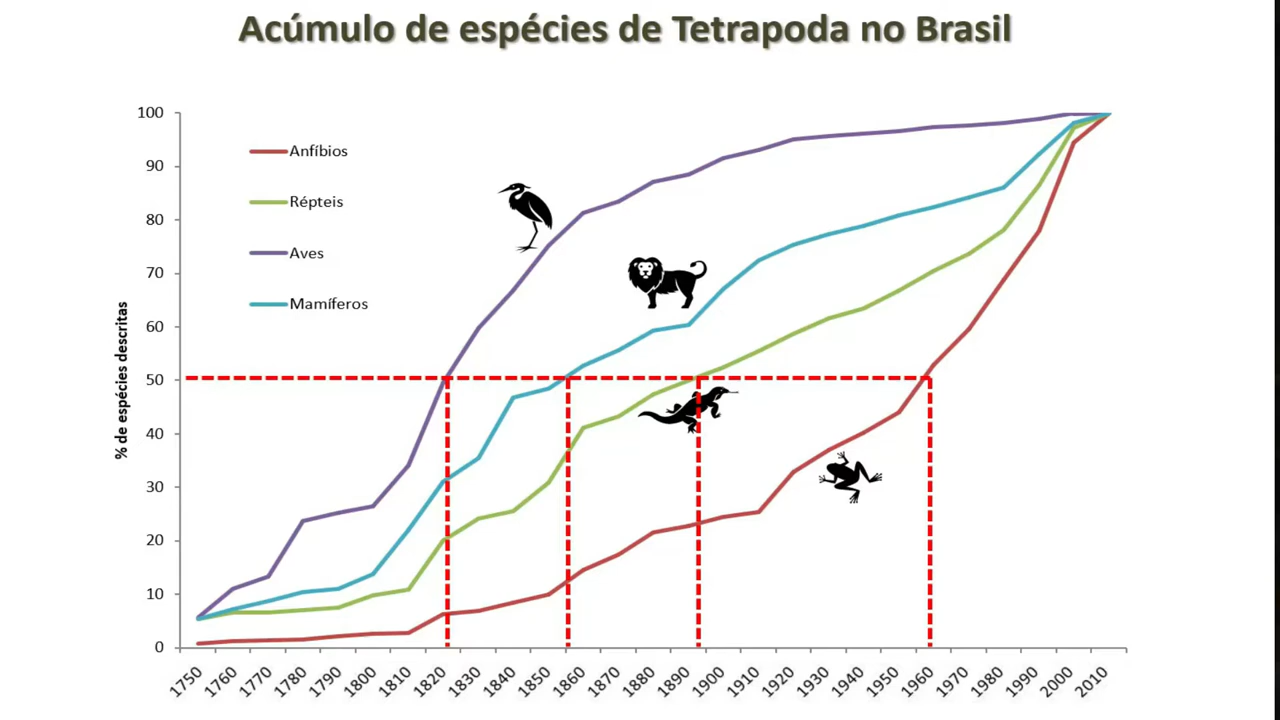 Acúmulo de espécies de Tetrapoda no Brasil
100
90
80
70
60
50
40
30
20
10
0
% de espécies descritas
Anfíbios
Répteis
Aves
Mamíferos
1750 1760 1770 1780 1790 1800 1810 1820 1830 1840 1850 1860 1870 1880 1890 1900 1910 1920 1930 1940 1950 1960 1970 1980 1990 2000 2010